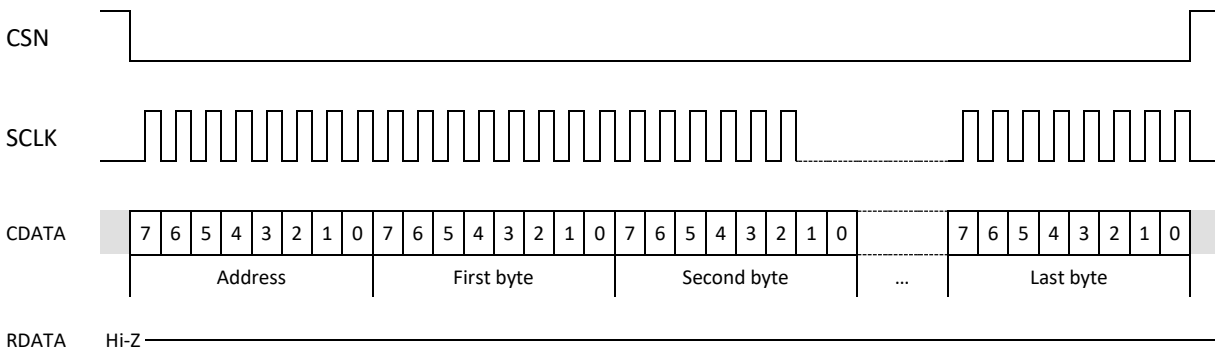 CSN
SCLK
CDATA 7 6 5 4 3 2 1 0 7 6 5 4 3 2 1 0 7 6 5 4 3 2 1 0 7 6 5 4 3 2 1 0
Address First byte Second byte ... Last byte
RDATA Hi-Z